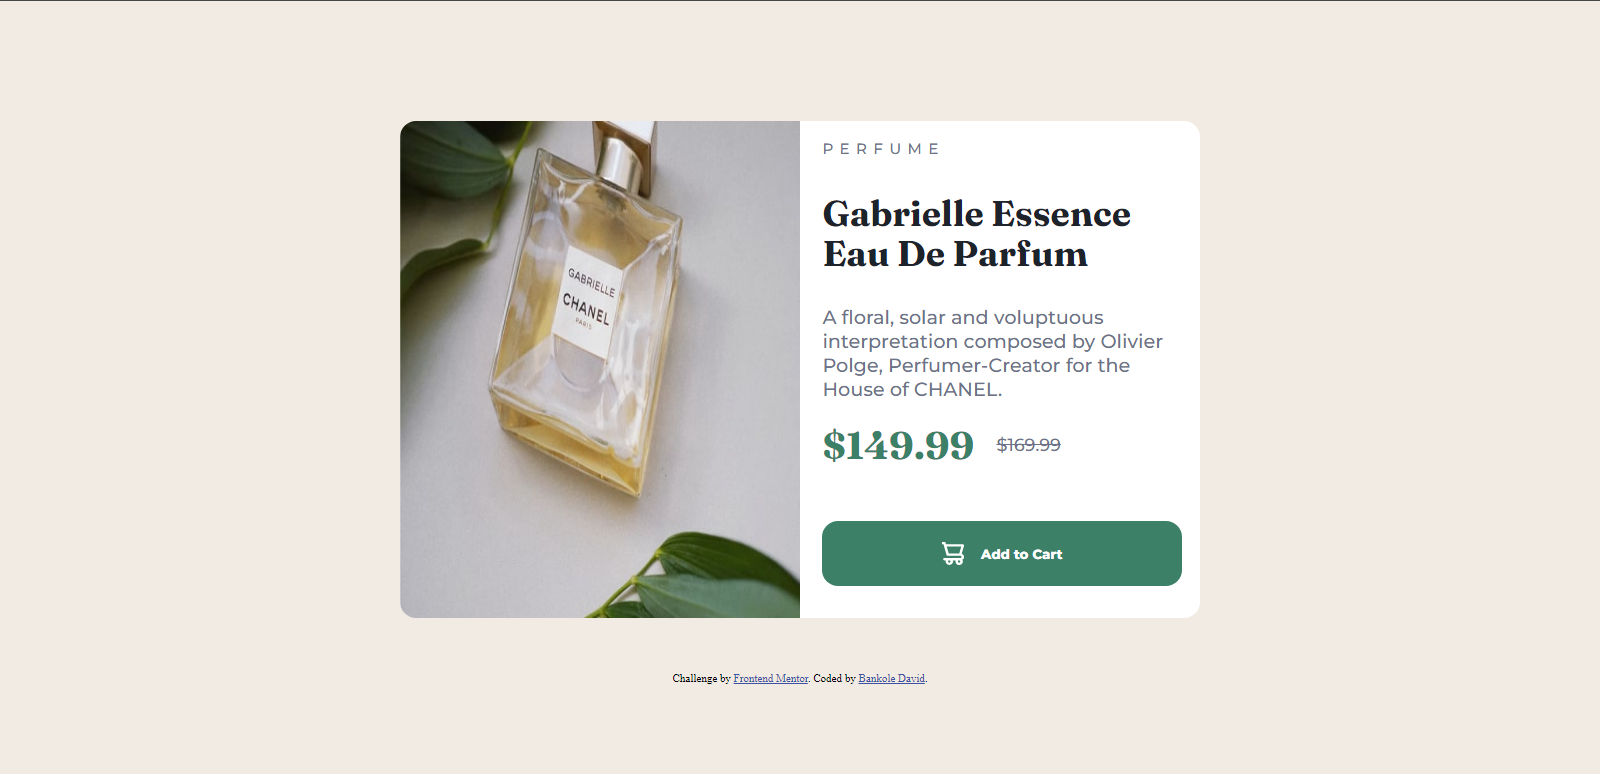 GABRIELLE
CHANEL
PARIS
PERFUME
Gabrielle Essence
Eau De Parfum
A floral, solar and voluptuous
interpretation composed by Olivier
Polge, Perfumer-Creator for the
House of CHANEL.
$149.99 $169.99
Add to Cart
Challenge by Frontend Mentor. Coded by Bankole David.